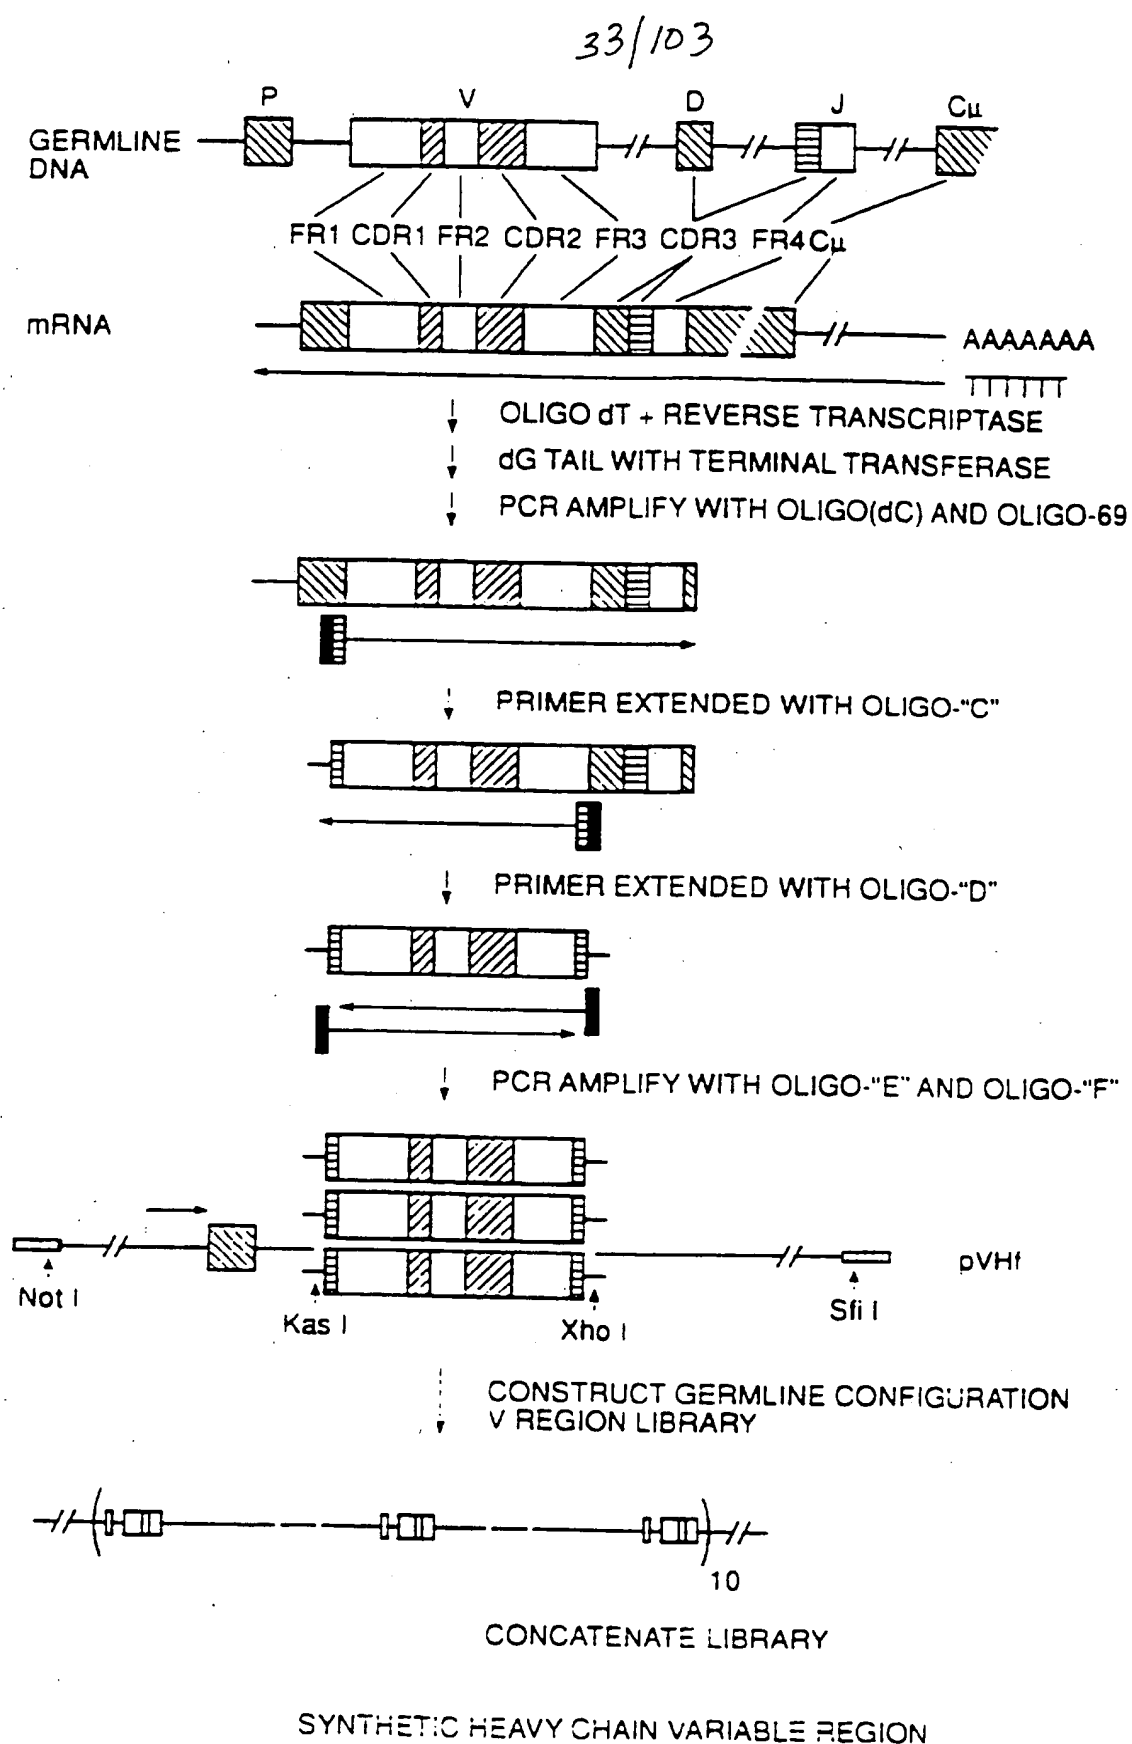 33/103
P V D J Cμ
GERMLINE
DNA
FR1 CDR1 FR2 CDR2 FR3 CDR3 FR4 Cμ
mRNA
AAAAAAA
TTTTTT
OLIGO dT + REVERSE TRANSCRIPTASE
dG TAIL WITH TERMINAL TRANSFERASE
PCR AMPLIFY WITH OLIGO(dC) AND OLIGO-69
PRIMER EXTENDED WITH OLIGO-"C"
PRIMER EXTENDED WITH OLIGO-"D"
PCR AMPLIFY WITH OLIGO-"E" AND OLIGO-"F"
pVHf
Not I
Kas I
Xho I
Sfi I
CONSTRUCT GERMLINE CONFIGURATION
V REGION LIBRARY
10
CONCATENATE LIBRARY
SYNTHETIC HEAVY CHAIN VARIABLE REGION